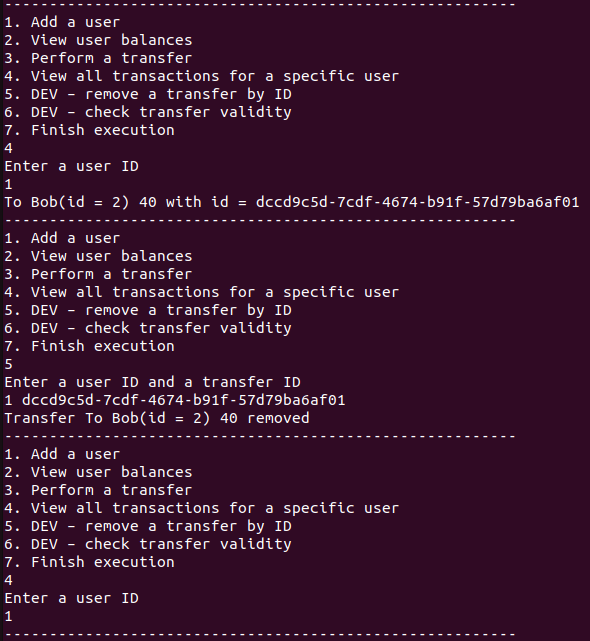 ---------------------------------------------------------
1. Add a user
2. View user balances
3. Perform a transfer
4. View all transactions for a specific user
5. DEV – remove a transfer by ID
6. DEV – check transfer validity
7. Finish execution
4
Enter a user ID
1
To Bob(id = 2) 40 with id = dccd9c5d-7cdf-4674-b91f-57d79ba6af01
---------------------------------------------------------
1. Add a user
2. View user balances
3. Perform a transfer
4. View all transactions for a specific user
5. DEV – remove a transfer by ID
6. DEV – check transfer validity
7. Finish execution
5
Enter a user ID and a transfer ID
1 dccd9c5d-7cdf-4674-b91f-57d79ba6af01
Transfer To Bob(id = 2) 40 removed
---------------------------------------------------------
1. Add a user
2. View user balances
3. Perform a transfer
4. View all transactions for a specific user
5. DEV – remove a transfer by ID
6. DEV – check transfer validity
7. Finish execution
4
Enter a user ID
1
---------------------------------------------------------